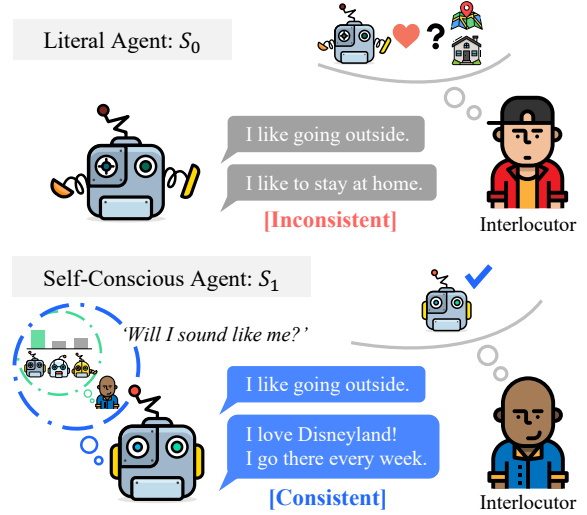 Literal Agent: S₀
?
I like going outside.
I like to stay at home.
[Inconsistent]
Interlocutor
Self-Conscious Agent: S₁
'Will I sound like me?'
I like going outside.
I love Disneyland!
I go there every week.
[Consistent]
Interlocutor